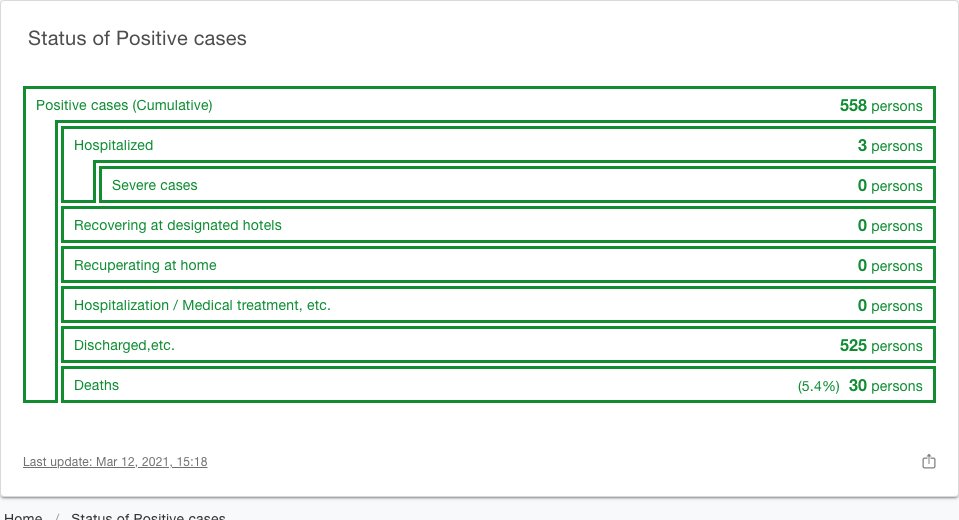 Status of Positive cases
Positive cases (Cumulative) 558 persons
Hospitalized 3 persons
Severe cases 0 persons
Recovering at designated hotels 0 persons
Recuperating at home 0 persons
Hospitalization / Medical treatment, etc. 0 persons
Discharged,etc. 525 persons
Deaths (5.4%) 30 persons
Last update: Mar 12, 2021, 15:18
Home / Status of Positive cases